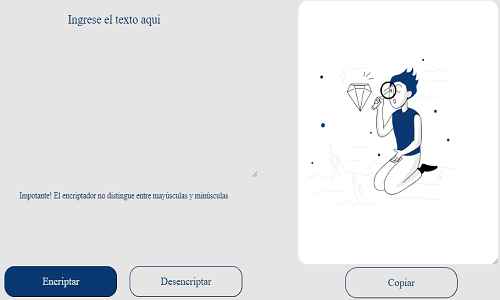 Ingrese el texto aqui
Impotante! El encriptador no distingue entre mayúsculas y minúsculas
Encriptar
Desencriptar
Copiar